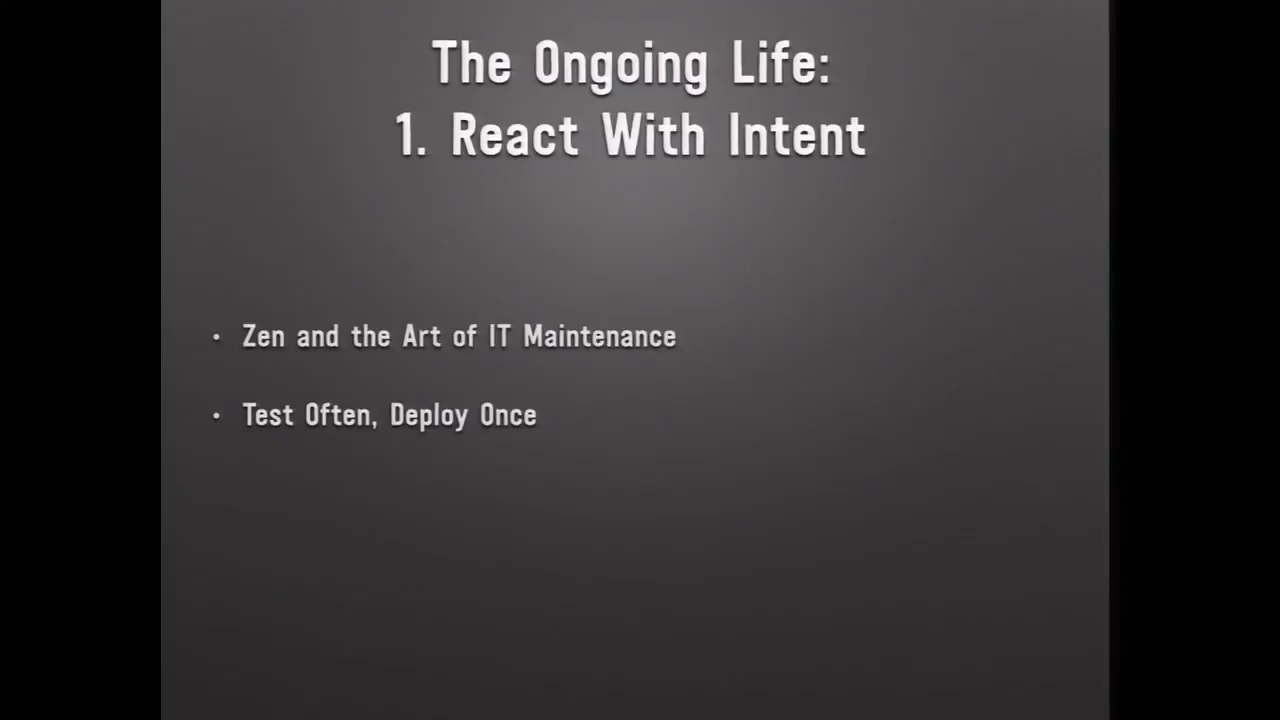 The Ongoing Life:
1. React With Intent
• Zen and the Art of IT Maintenance
• Test Often, Deploy Once